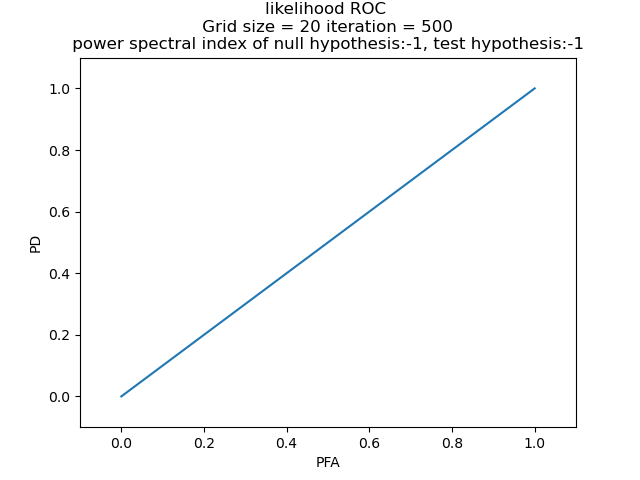 likelihood ROC
Grid size = 20 iteration = 500
power spectral index of null hypothesis:-1, test hypothesis:-1
1.0
0.8
0.6
0.4
0.2
0.0
PD
0.0 0.2 0.4 0.6 0.8 1.0
PFA